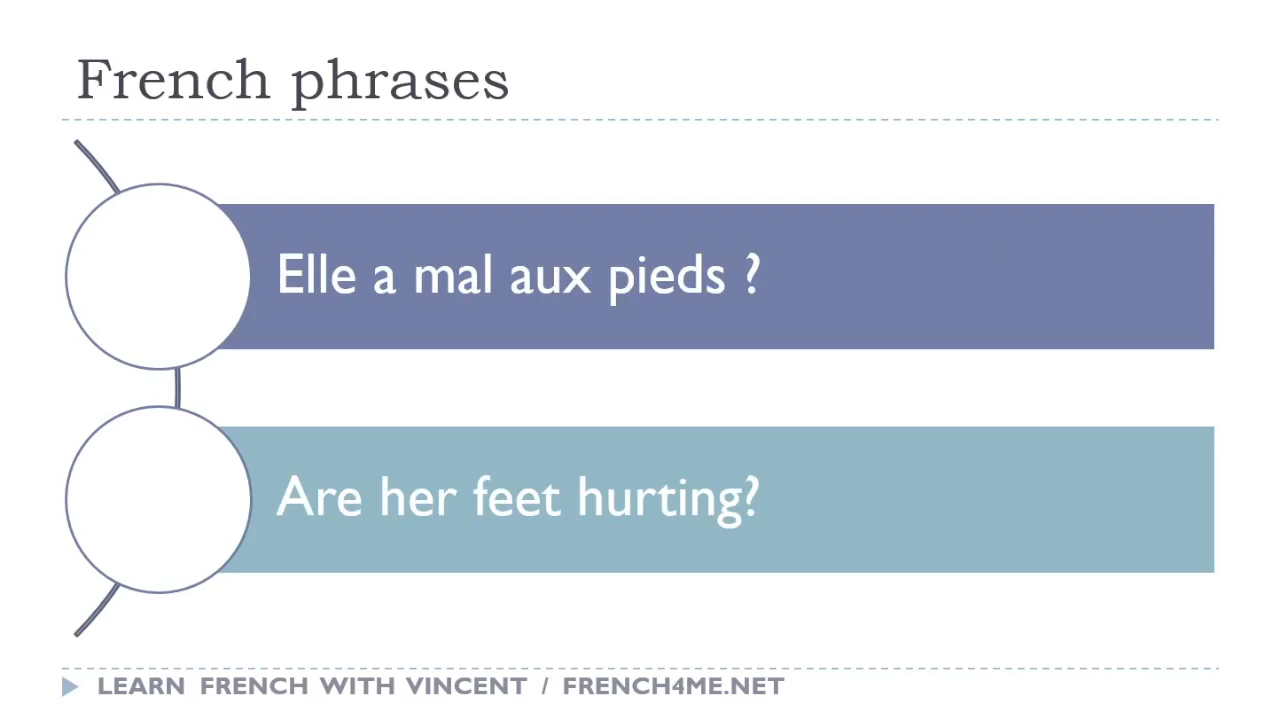 French phrases
Elle a mal aux pieds ?
Are her feet hurting?
LEARN FRENCH WITH VINCENT / FRENCH4ME.NET